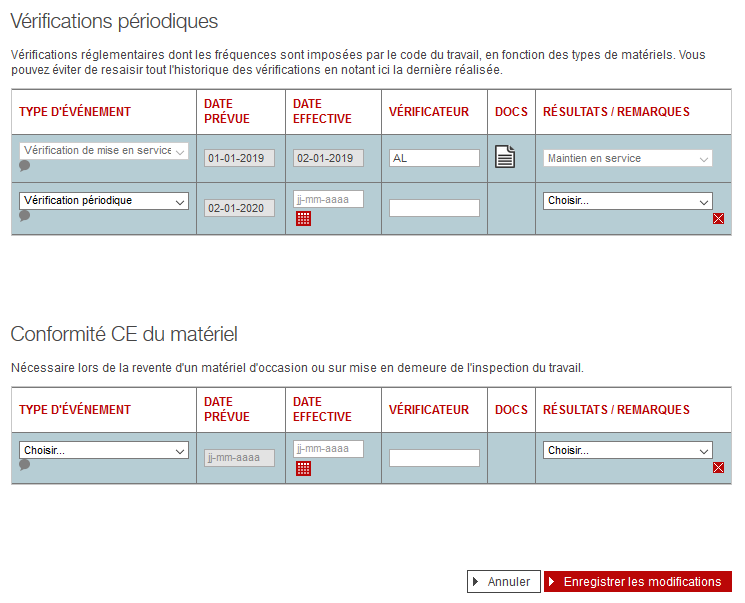 Vérifications périodiques
Vérifications réglementaires dont les fréquences sont imposées par le code du travail, en fonction des types de matériels. Vous
pouvez éviter de resaisir tout l'historique des vérifications en notant ici la dernière réalisée.
TYPE D'ÉVÉNEMENT DATE PRÉVUE DATE EFFECTIVE VÉRIFICATEUR DOCS RÉSULTATS / REMARQUES
Vérification de mise en service 01-01-2019 02-01-2019 AL Maintien en service
Vérification périodique 02-01-2020 jj-mm-aaaa Choisir...
Conformité CE du matériel
Nécessaire lors de la revente d'un matériel d'occasion ou sur mise en demeure de l'inspection du travail.
TYPE D'ÉVÉNEMENT DATE PRÉVUE DATE EFFECTIVE VÉRIFICATEUR DOCS RÉSULTATS / REMARQUES
Choisir... jj-mm-aaaa jj-mm-aaaa Choisir...
Annuler Enregistrer les modifications